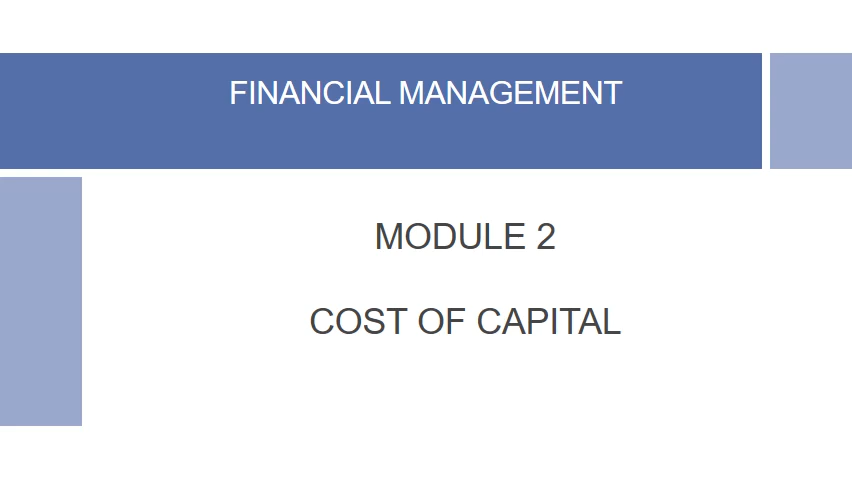 FINANCIAL MANAGEMENT
MODULE 2
COST OF CAPITAL